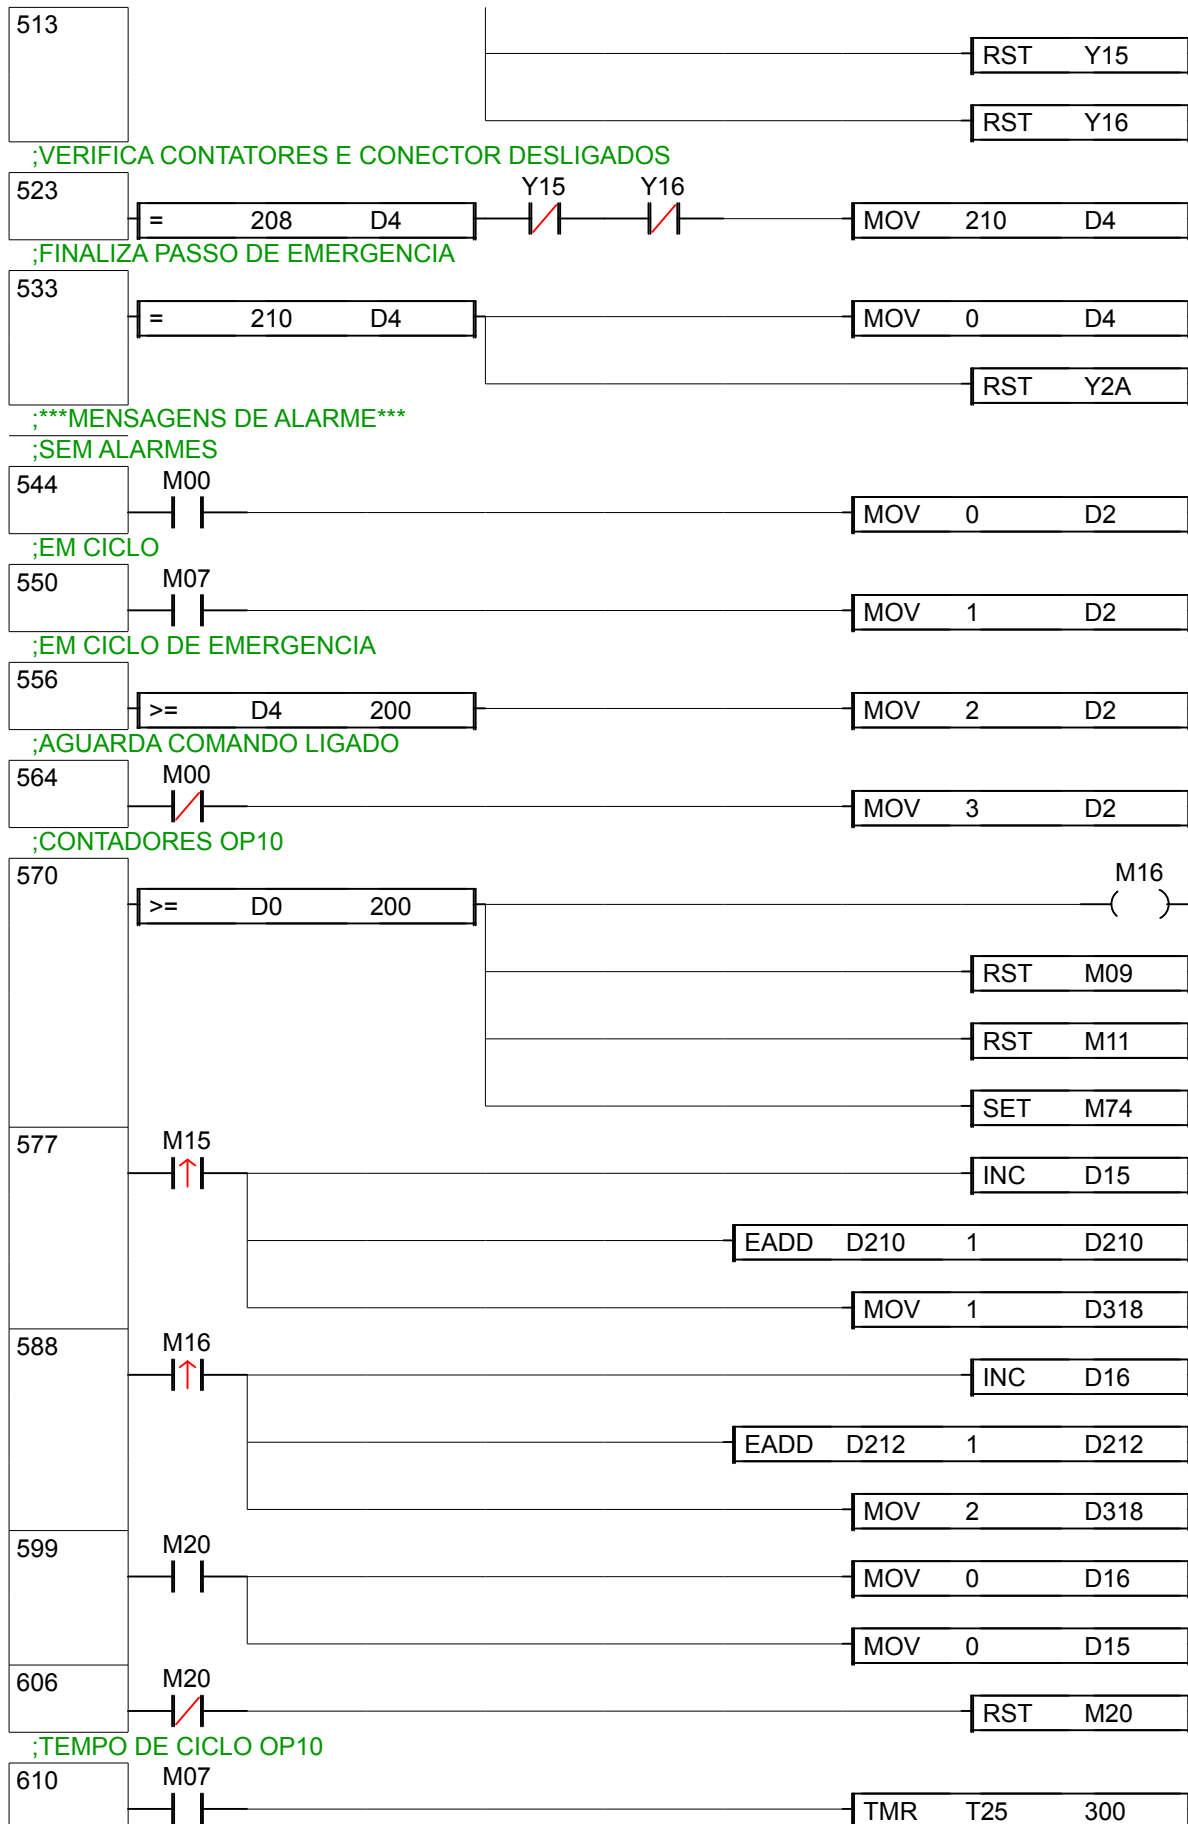 513
RST Y15
RST Y16
;VERIFICA CONTATORES E CONECTOR DESLIGADOS
523
Y15 Y16
= 208 D4 MOV 210 D4
;FINALIZA PASSO DE EMERGENCIA
533
= 210 D4 MOV 0 D4
RST Y2A
;***MENSAGENS DE ALARME***
;SEM ALARMES
544 M00
MOV 0 D2
;EM CICLO
550 M07
MOV 1 D2
;EM CICLO DE EMERGENCIA
556
>= D4 200 MOV 2 D2
;AGUARDA COMANDO LIGADO
564 M00
MOV 3 D2
;CONTADORES OP10
570 M16
>= D0 200
RST M09
RST M11
SET M74
577 M15
INC D15
EADD D210 1 D210
MOV 1 D318
588 M16
INC D16
EADD D212 1 D212
MOV 2 D318
599 M20
MOV 0 D16
MOV 0 D15
606 M20
RST M20
;TEMPO DE CICLO OP10
610 M07
TMR T25 300